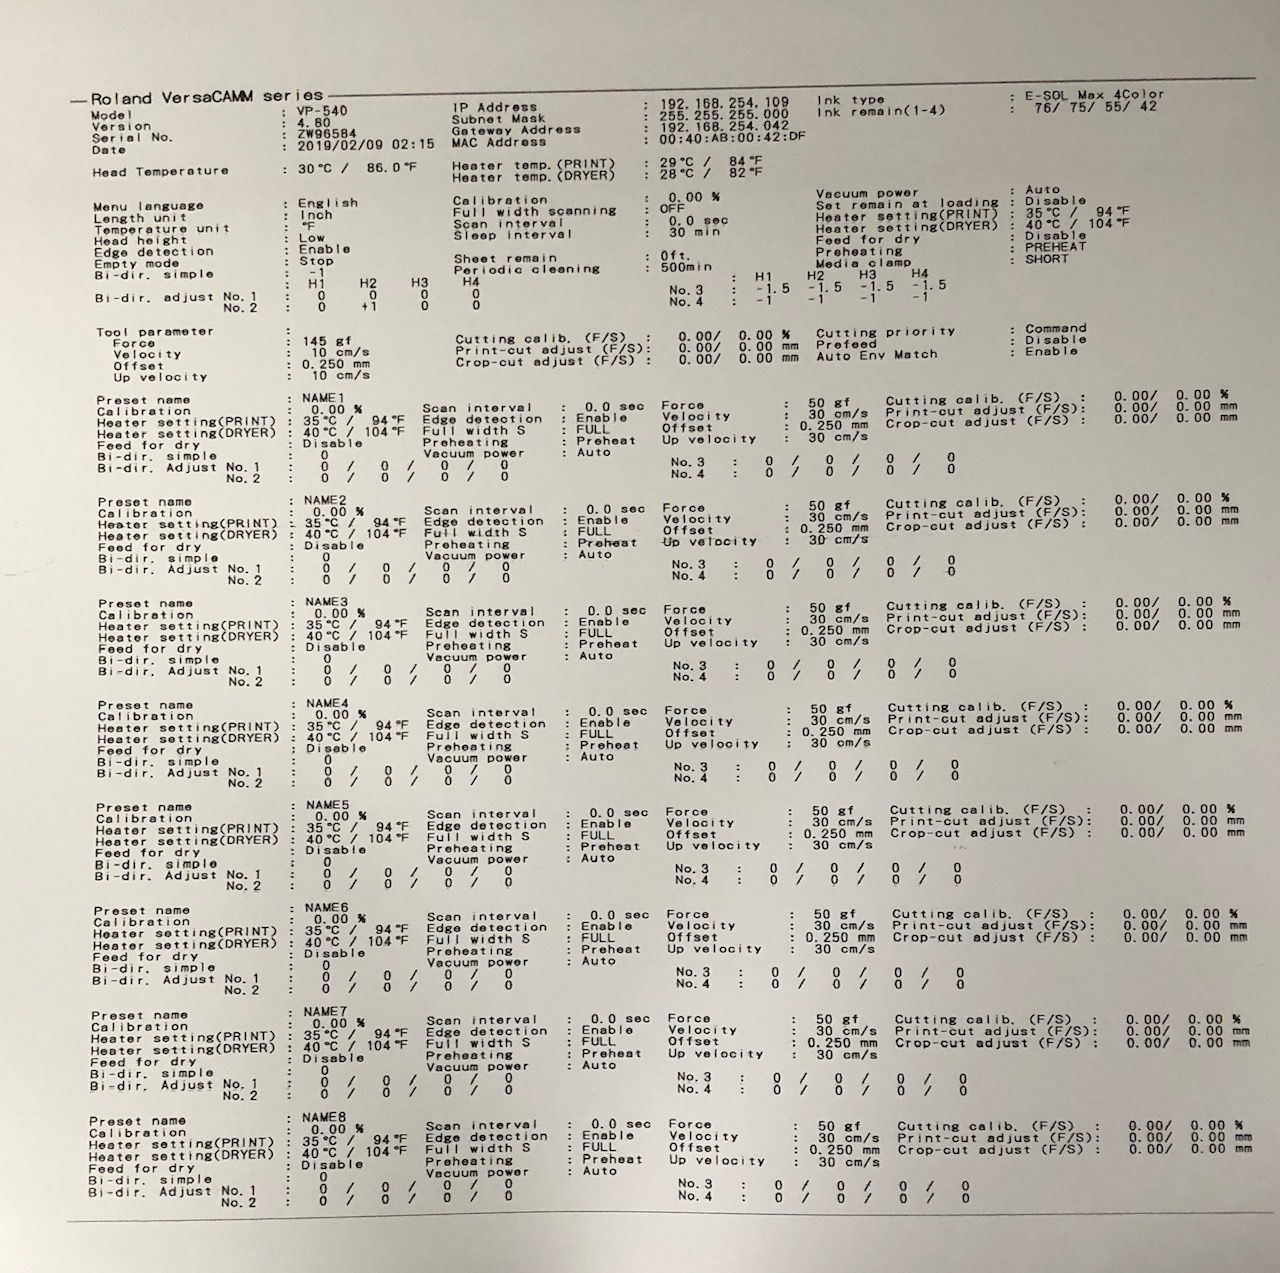 Roland VersaCAMM series
Model : VP-540 IP Address : 192.168.254.109 Ink type : E-SOL Max 4Color
Version : 4.80 Subnet Mask : 255.255.255.000 Ink remain(1-4) : 76/ 75/ 55/ 42
Serial No. : ZW96584 Gateway Address : 192.168.254.042
Date : 2019/02/09 02:15 MAC Address : 00:40:AB:00:42:DF
Head Temperature : 30℃ / 86.0°F Heater temp.(PRINT) : 29℃ / 84°F
Heater temp.(DRYER) : 28℃ / 82°F
Menu language : English Calibration : 0.00 % Vacuum power : Auto
Length unit : Inch Full width scanning : OFF Set remain at loading : Disable
Temperature unit : °F Scan interval : 0.0 sec Heater setting(PRINT) : 35℃ / 94°F
Head height : Low Sleep interval : 30 min Heater setting(DRYER) : 40℃ / 104°F
Edge detection : Enable Feed for dry : Disable
Empty mode : Stop Sheet remain : 0ft. Preheating : PREHEAT
Bi-dir. simple : -1 Periodic cleaning : 500min Media clamp : SHORT
H1 H2 H3 H4 : H1 H2 H3 H4
Bi-dir. adjust No.1 : 0 0 0 0 No.3 : -1.5 -1.5 -1.5 -1.5
No.2 : 0 +1 0 0 No.4 : -1 -1 -1 -1
Tool parameter :
Force : 145 gf Cutting calib. (F/S) : 0.00/ 0.00 % Cutting priority : Command
Velocity : 10 cm/s Print-cut adjust (F/S): 0.00/ 0.00 mm Prefeed : Disable
Offset : 0.250 mm Crop-cut adjust (F/S) : 0.00/ 0.00 mm Auto Env Match : Enable
Up velocity : 10 cm/s
Preset name : NAME1
Calibration : 0.00 % Scan interval : 0.0 sec Force : 50 gf Cutting calib. (F/S) : 0.00/ 0.00 %
Heater setting(PRINT) : 35℃ / 94°F Edge detection : Enable Velocity : 30 cm/s Print-cut adjust (F/S): 0.00/ 0.00 mm
Heater setting(DRYER) : 40℃ / 104°F Full width S : FULL Offset : 0.250 mm Crop-cut adjust (F/S) : 0.00/ 0.00 mm
Feed for dry : Disable Preheating : Preheat Up velocity : 30 cm/s
Bi-dir. simple : 0 Vacuum power : Auto
Bi-dir. Adjust No.1 : 0 / 0 / 0 / 0 No.3 : 0 / 0 / 0 / 0
No.2 : 0 / 0 / 0 / 0 No.4 : 0 / 0 / 0 / 0
Preset name : NAME2
Calibration : 0.00 % Scan interval : 0.0 sec Force : 50 gf Cutting calib. (F/S) : 0.00/ 0.00 %
Heater setting(PRINT) : 35℃ / 94°F Edge detection : Enable Velocity : 30 cm/s Print-cut adjust (F/S): 0.00/ 0.00 mm
Heater setting(DRYER) : 40℃ / 104°F Full width S : FULL Offset : 0.250 mm Crop-cut adjust (F/S) : 0.00/ 0.00 mm
Feed for dry : Disable Preheating : Preheat Up velocity : 30 cm/s
Bi-dir. simple : 0 Vacuum power : Auto
Bi-dir. Adjust No.1 : 0 / 0 / 0 / 0 No.3 : 0 / 0 / 0 / 0
No.2 : 0 / 0 / 0 / 0 No.4 : 0 / 0 / 0 / 0
Preset name : NAME3
Calibration : 0.00 % Scan interval : 0.0 sec Force : 50 gf Cutting calib. (F/S) : 0.00/ 0.00 %
Heater setting(PRINT) : 35℃ / 94°F Edge detection : Enable Velocity : 30 cm/s Print-cut adjust (F/S): 0.00/ 0.00 mm
Heater setting(DRYER) : 40℃ / 104°F Full width S : FULL Offset : 0.250 mm Crop-cut adjust (F/S) : 0.00/ 0.00 mm
Feed for dry : Disable Preheating : Preheat Up velocity : 30 cm/s
Bi-dir. simple : 0 Vacuum power : Auto
Bi-dir. Adjust No.1 : 0 / 0 / 0 / 0 No.3 : 0 / 0 / 0 / 0
No.2 : 0 / 0 / 0 / 0 No.4 : 0 / 0 / 0 / 0
Preset name : NAME4
Calibration : 0.00 % Scan interval : 0.0 sec Force : 50 gf Cutting calib. (F/S) : 0.00/ 0.00 %
Heater setting(PRINT) : 35℃ / 94°F Edge detection : Enable Velocity : 30 cm/s Print-cut adjust (F/S): 0.00/ 0.00 mm
Heater setting(DRYER) : 40℃ / 104°F Full width S : FULL Offset : 0.250 mm Crop-cut adjust (F/S) : 0.00/ 0.00 mm
Feed for dry : Disable Preheating : Preheat Up velocity : 30 cm/s
Bi-dir. simple : 0 Vacuum power : Auto
Bi-dir. Adjust No.1 : 0 / 0 / 0 / 0 No.3 : 0 / 0 / 0 / 0
No.2 : 0 / 0 / 0 / 0 No.4 : 0 / 0 / 0 / 0
Preset name : NAME5
Calibration : 0.00 % Scan interval : 0.0 sec Force : 50 gf Cutting calib. (F/S) : 0.00/ 0.00 %
Heater setting(PRINT) : 35℃ / 94°F Edge detection : Enable Velocity : 30 cm/s Print-cut adjust (F/S): 0.00/ 0.00 mm
Heater setting(DRYER) : 40℃ / 104°F Full width S : FULL Offset : 0.250 mm Crop-cut adjust (F/S) : 0.00/ 0.00 mm
Feed for dry : Disable Preheating : Preheat Up velocity : 30 cm/s
Bi-dir. simple : 0 Vacuum power : Auto
Bi-dir. Adjust No.1 : 0 / 0 / 0 / 0 No.3 : 0 / 0 / 0 / 0
No.2 : 0 / 0 / 0 / 0 No.4 : 0 / 0 / 0 / 0
Preset name : NAME6
Calibration : 0.00 % Scan interval : 0.0 sec Force : 50 gf Cutting calib. (F/S) : 0.00/ 0.00 %
Heater setting(PRINT) : 35℃ / 94°F Edge detection : Enable Velocity : 30 cm/s Print-cut adjust (F/S): 0.00/ 0.00 mm
Heater setting(DRYER) : 40℃ / 104°F Full width S : FULL Offset : 0.250 mm Crop-cut adjust (F/S) : 0.00/ 0.00 mm
Feed for dry : Disable Preheating : Preheat Up velocity : 30 cm/s
Bi-dir. simple : 0 Vacuum power : Auto
Bi-dir. Adjust No.1 : 0 / 0 / 0 / 0 No.3 : 0 / 0 / 0 / 0
No.2 : 0 / 0 / 0 / 0 No.4 : 0 / 0 / 0 / 0
Preset name : NAME7
Calibration : 0.00 % Scan interval : 0.0 sec Force : 50 gf Cutting calib. (F/S) : 0.00/ 0.00 %
Heater setting(PRINT) : 35℃ / 94°F Edge detection : Enable Velocity : 30 cm/s Print-cut adjust (F/S): 0.00/ 0.00 mm
Heater setting(DRYER) : 40℃ / 104°F Full width S : FULL Offset : 0.250 mm Crop-cut adjust (F/S) : 0.00/ 0.00 mm
Feed for dry : Disable Preheating : Preheat Up velocity : 30 cm/s
Bi-dir. simple : 0 Vacuum power : Auto
Bi-dir. Adjust No.1 : 0 / 0 / 0 / 0 No.3 : 0 / 0 / 0 / 0
No.2 : 0 / 0 / 0 / 0 No.4 : 0 / 0 / 0 / 0
Preset name : NAME8
Calibration : 0.00 % Scan interval : 0.0 sec Force : 50 gf Cutting calib. (F/S) : 0.00/ 0.00 %
Heater setting(PRINT) : 35℃ / 94°F Edge detection : Enable Velocity : 30 cm/s Print-cut adjust (F/S): 0.00/ 0.00 mm
Heater setting(DRYER) : 40℃ / 104°F Full width S : FULL Offset : 0.250 mm Crop-cut adjust (F/S) : 0.00/ 0.00 mm
Feed for dry : Disable Preheating : Preheat Up velocity : 30 cm/s
Bi-dir. simple : 0 Vacuum power : Auto
Bi-dir. Adjust No.1 : 0 / 0 / 0 / 0 No.3 : 0 / 0 / 0 / 0
No.2 : 0 / 0 / 0 / 0 No.4 : 0 / 0 / 0 / 0